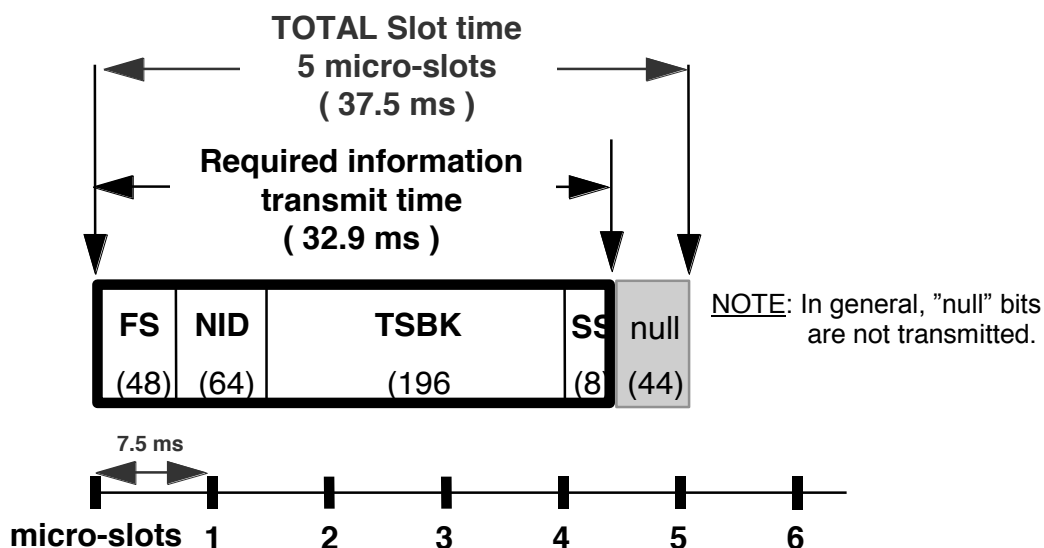 TOTAL Slot time
5 micro-slots
( 37.5 ms )
Required information
transmit time
( 32.9 ms )
FS NID TSBK SS null
(48) (64) (196 (8) (44)
NOTE: In general, ”null” bits
are not transmitted.
7.5 ms
micro-slots 1 2 3 4 5 6